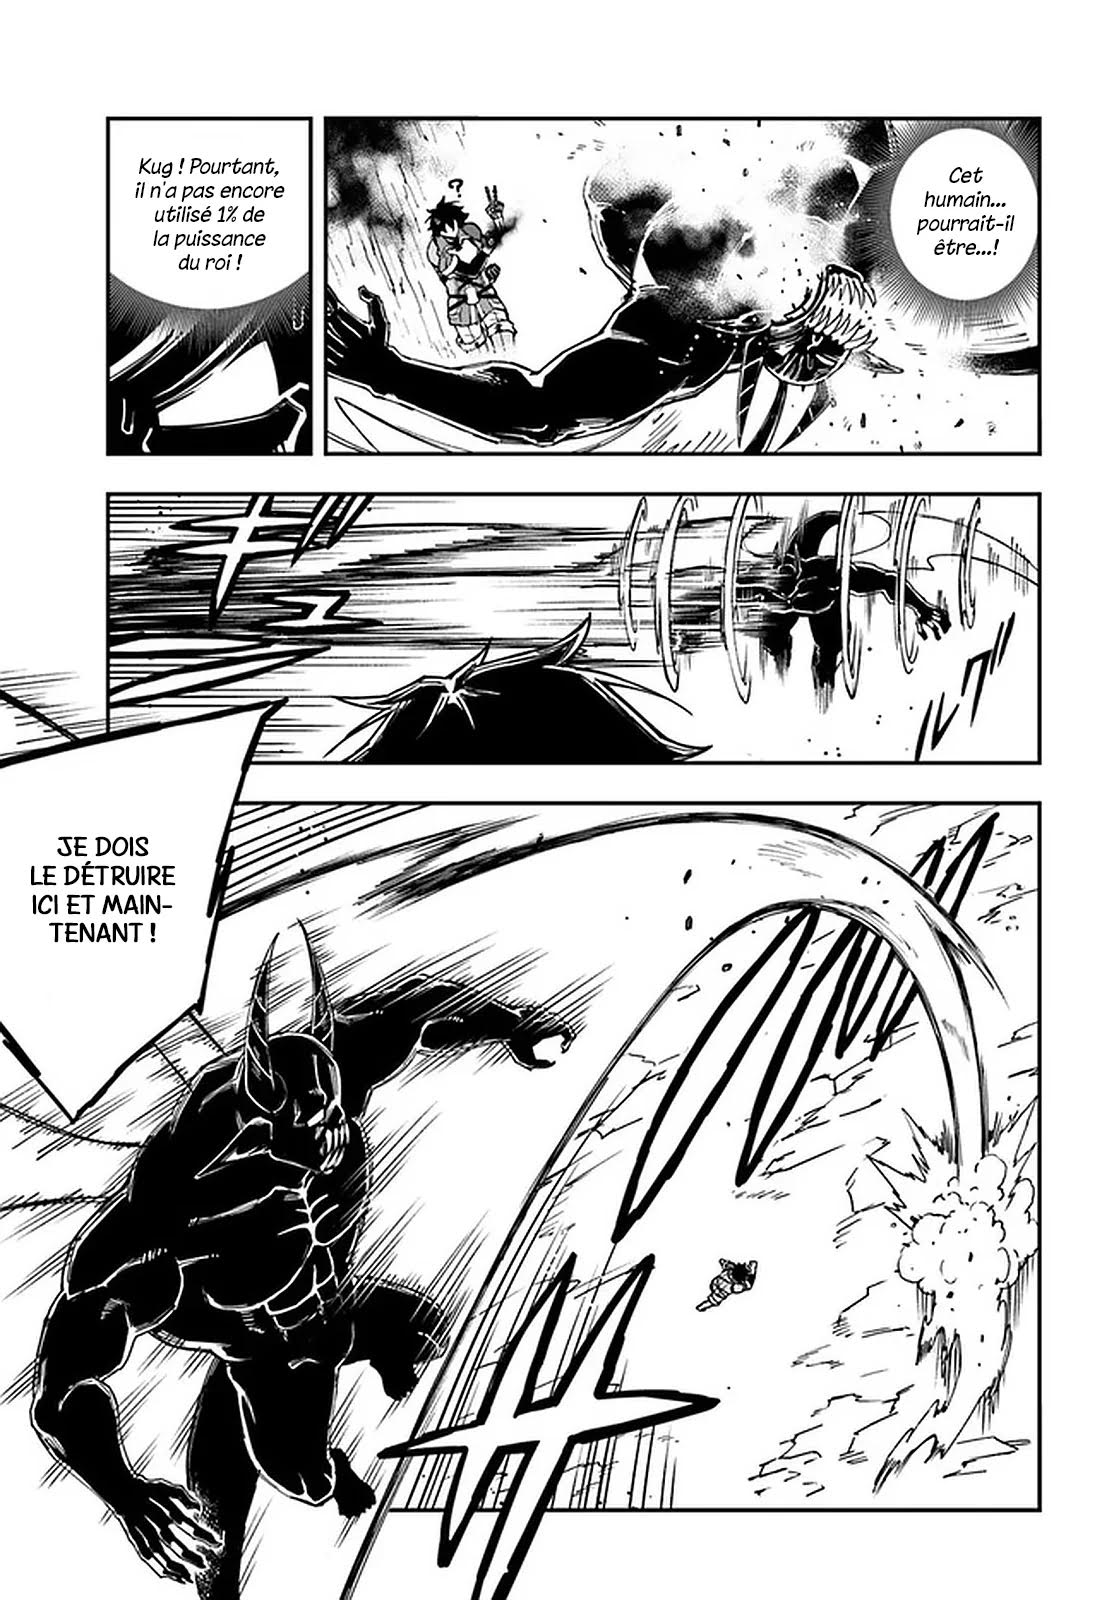 Cet
humain...
pourrait-il
être...!
?
Kug ! Pourtant,
il n'a pas encore
utilisé 1% de
la puissance
du roi !
JE DOIS
LE DÉTRUIRE
ICI ET MAIN-
TENANT !